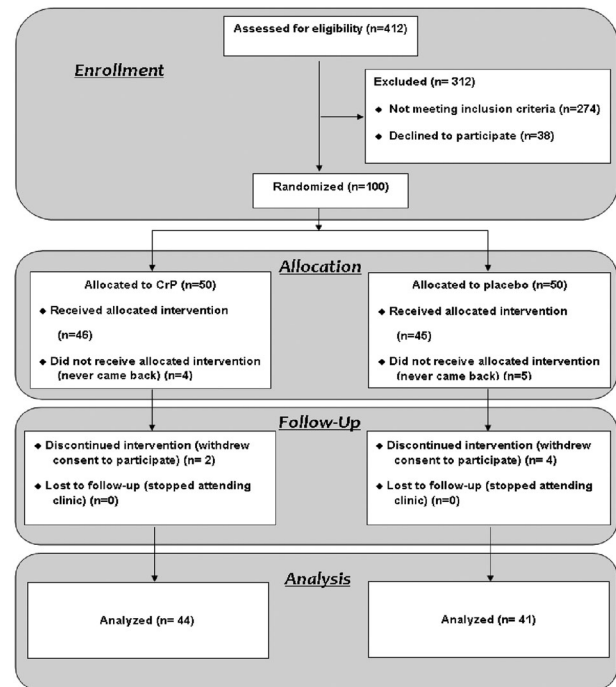 Assessed for eligibility (n=412)
Enrollment
Excluded (n= 312)
◆ Not meeting inclusion criteria (n=274)
◆ Declined to participate (n=38)
Randomized (n=100)
Allocation
Allocated to CrP (n=50)
◆ Received allocated intervention
(n=46)
◆ Did not receive allocated intervention
(never came back) (n=4)
Allocated to placebo (n=50)
◆ Received allocated intervention
(n=45)
◆ Did not receive allocated intervention
(never came back) (n=5)
Follow-Up
◆ Discontinued intervention (withdrew
consent to participate) (n= 2)
◆ Lost to follow-up (stopped attending
clinic) (n=0)
◆ Discontinued intervention (withdrew
consent to participate) (n= 4)
◆ Lost to follow-up (stopped attending
clinic) (n=0)
Analysis
Analyzed (n= 44)
Analyzed (n= 41)